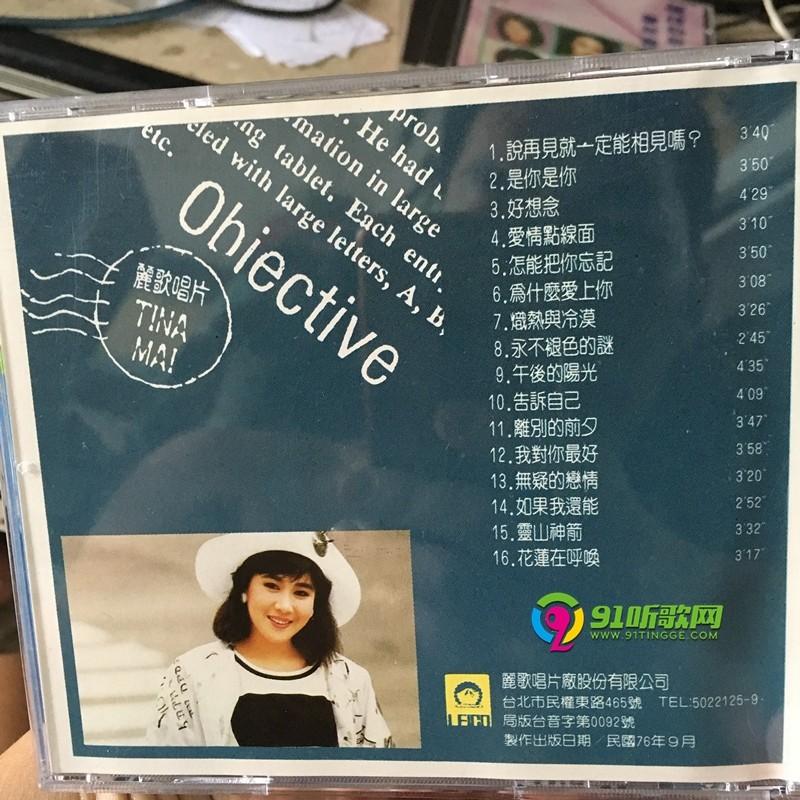 prob
etc.
He had
ing tablet. Each
mation in large
led with large letters, A, B,
Ohiective
麗歌唱片
TINA
MA!
1.說再見就一定能相見嗎？ 3'40"
2.是你是你 3'50"
3.好想念 4'29"
4.愛情點線面 3'10"
5.怎能把你忘記 3'50"
6.爲什麼愛上你 3'08"
7.熾熱與冷漠 3'26"
8.永不褪色的謎 2'45"
9.午後的陽光 4'35"
10.告訴自己 4'09"
11.離別的前夕 3'47"
12.我對你最好 3'58"
13.無疑的戀情 3'20"
14.如果我還能 2'52"
15.靈山神箭 3'32"
16.花蓮在呼喚 3'17"
91听歌网
WWW.91TINGGE.COM
LEICO
麗歌唱片廠股份有限公司
台北市民權東路465號 TEL:5022125-9
局版台音字第0092號
製作出版日期／民國76年9月